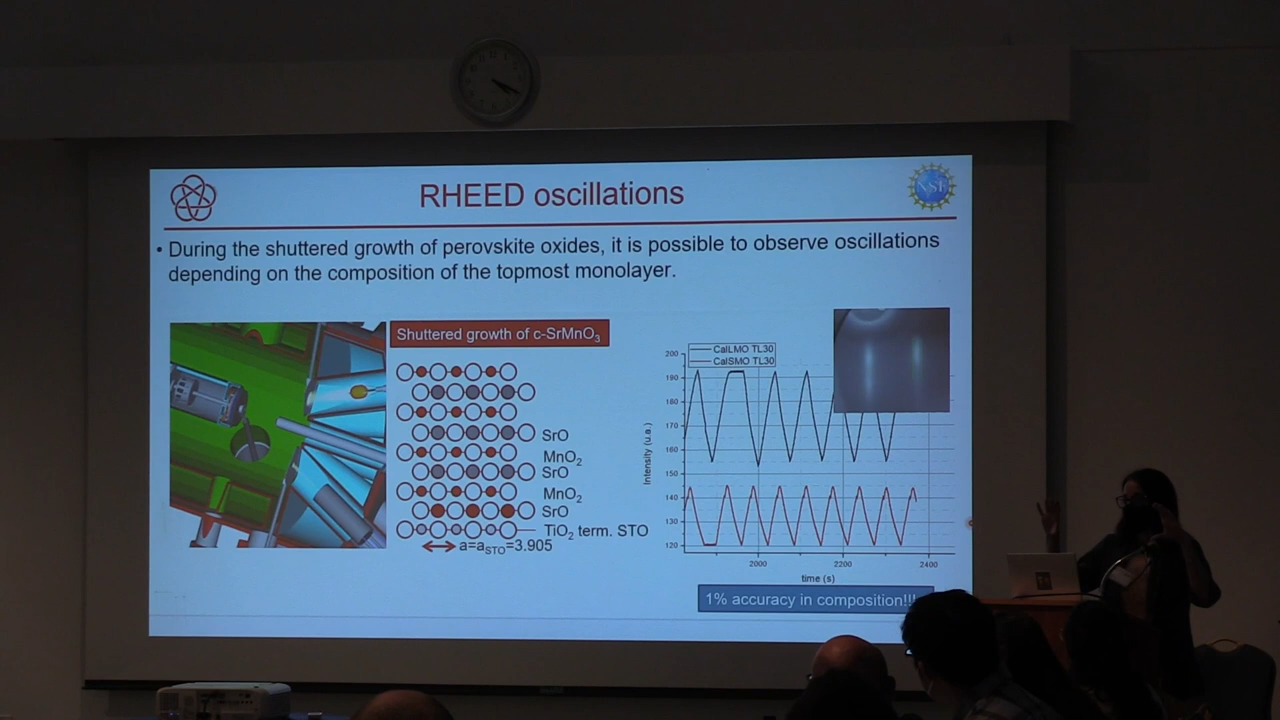 RHEED oscillations
NSF
• During the shuttered growth of perovskite oxides, it is possible to observe oscillations
depending on the composition of the topmost monolayer.
Shuttered growth of c-SrMnO3
SrO
MnO2
SrO
MnO2
SrO
TiO2 term. STO
a=aSTO=3.905
CalLMO TL30
CalSMO TL30
200
190
180
170
160
150
140
130
120
Intensity (u.a.)
2000
2200
2400
time (s)
1% accuracy in composition!!!